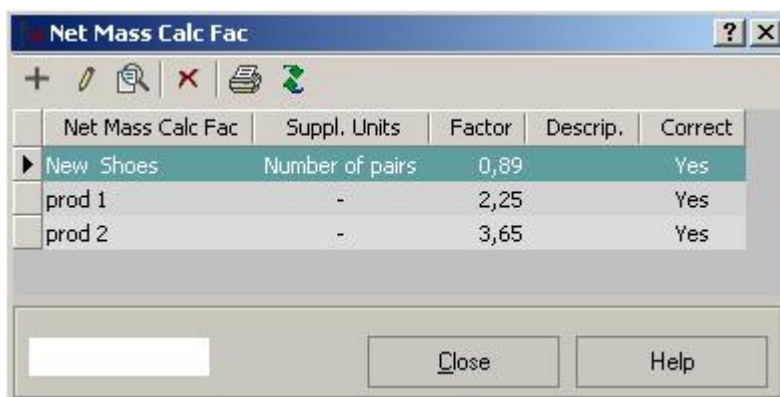 Net Mass Calc Fac
Net Mass Calc Fac Suppl. Units Factor Descrip. Correct
New Shoes Number of pairs 0,89 Yes
prod 1 - 2,25 Yes
prod 2 - 3,65 Yes
Close Help